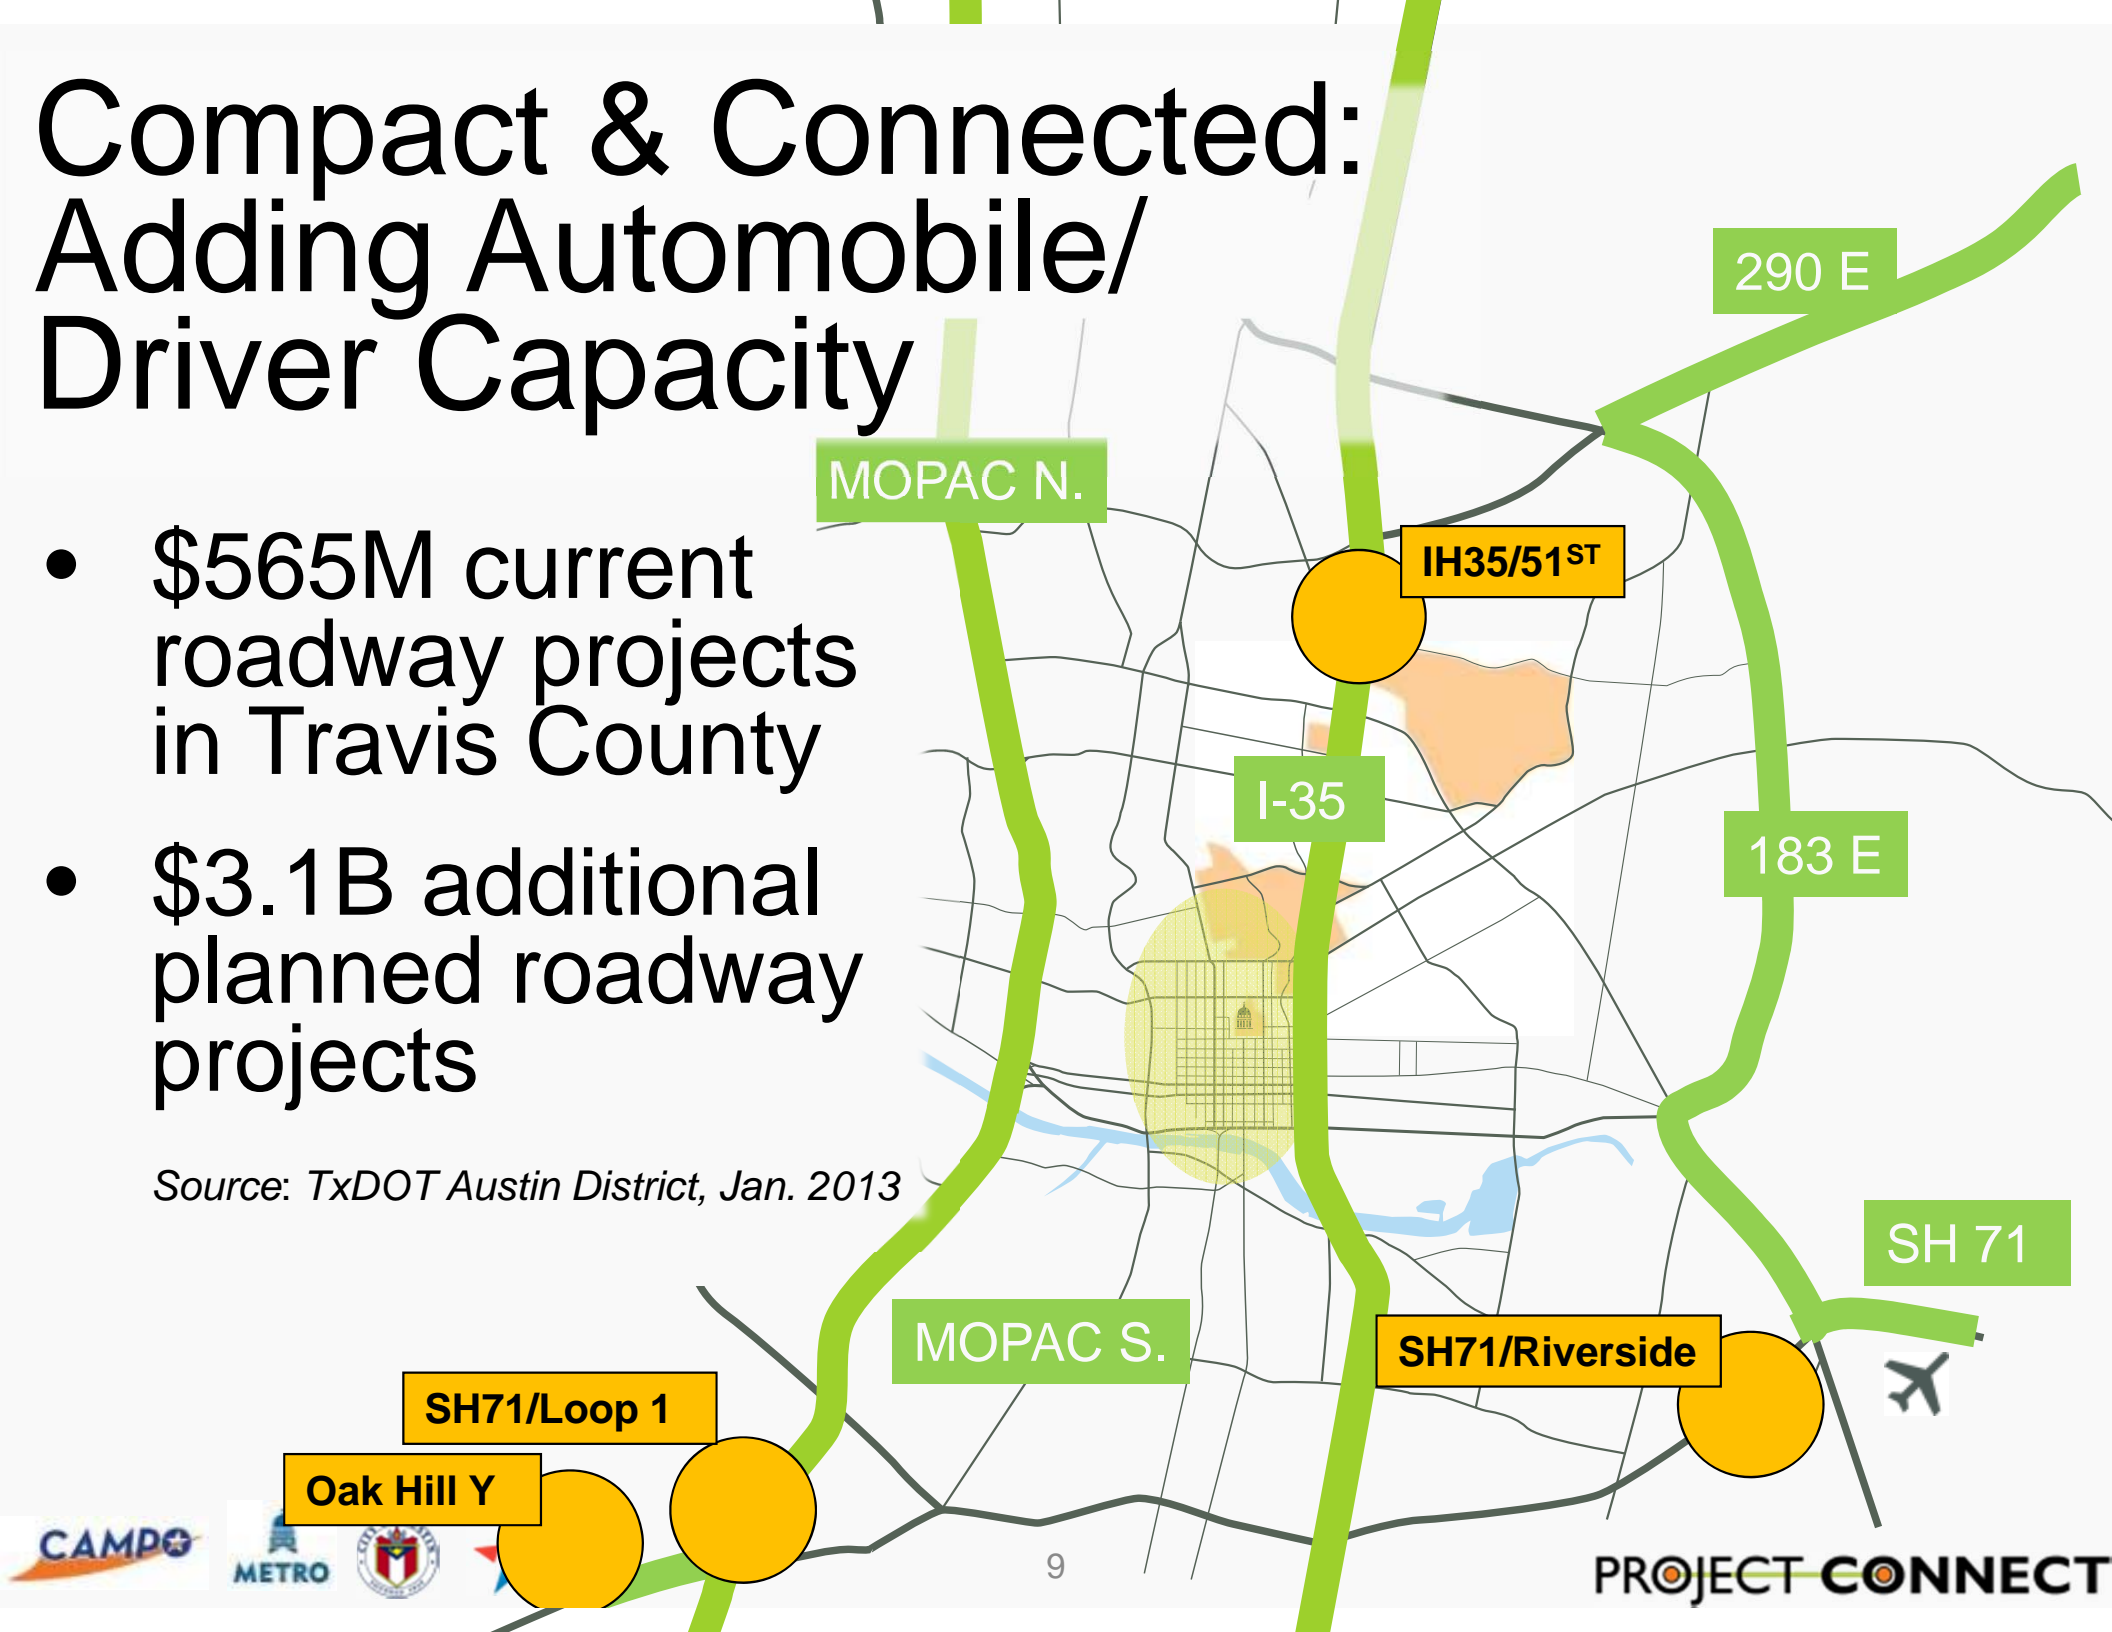 Compact & Connected:
Adding Automobile/
Driver Capacity
290 E
MOPAC N.
• $565M current
roadway projects
in Travis County
IH35/51ST
I-35
• $3.1B additional
planned roadway
projects
183 E
Source: TxDOT Austin District, Jan. 2013
SH 71
MOPAC S.
SH71/Riverside
SH71/Loop 1
Oak Hill Y
CAMPO
METRO
9
PROJECT CONNECT